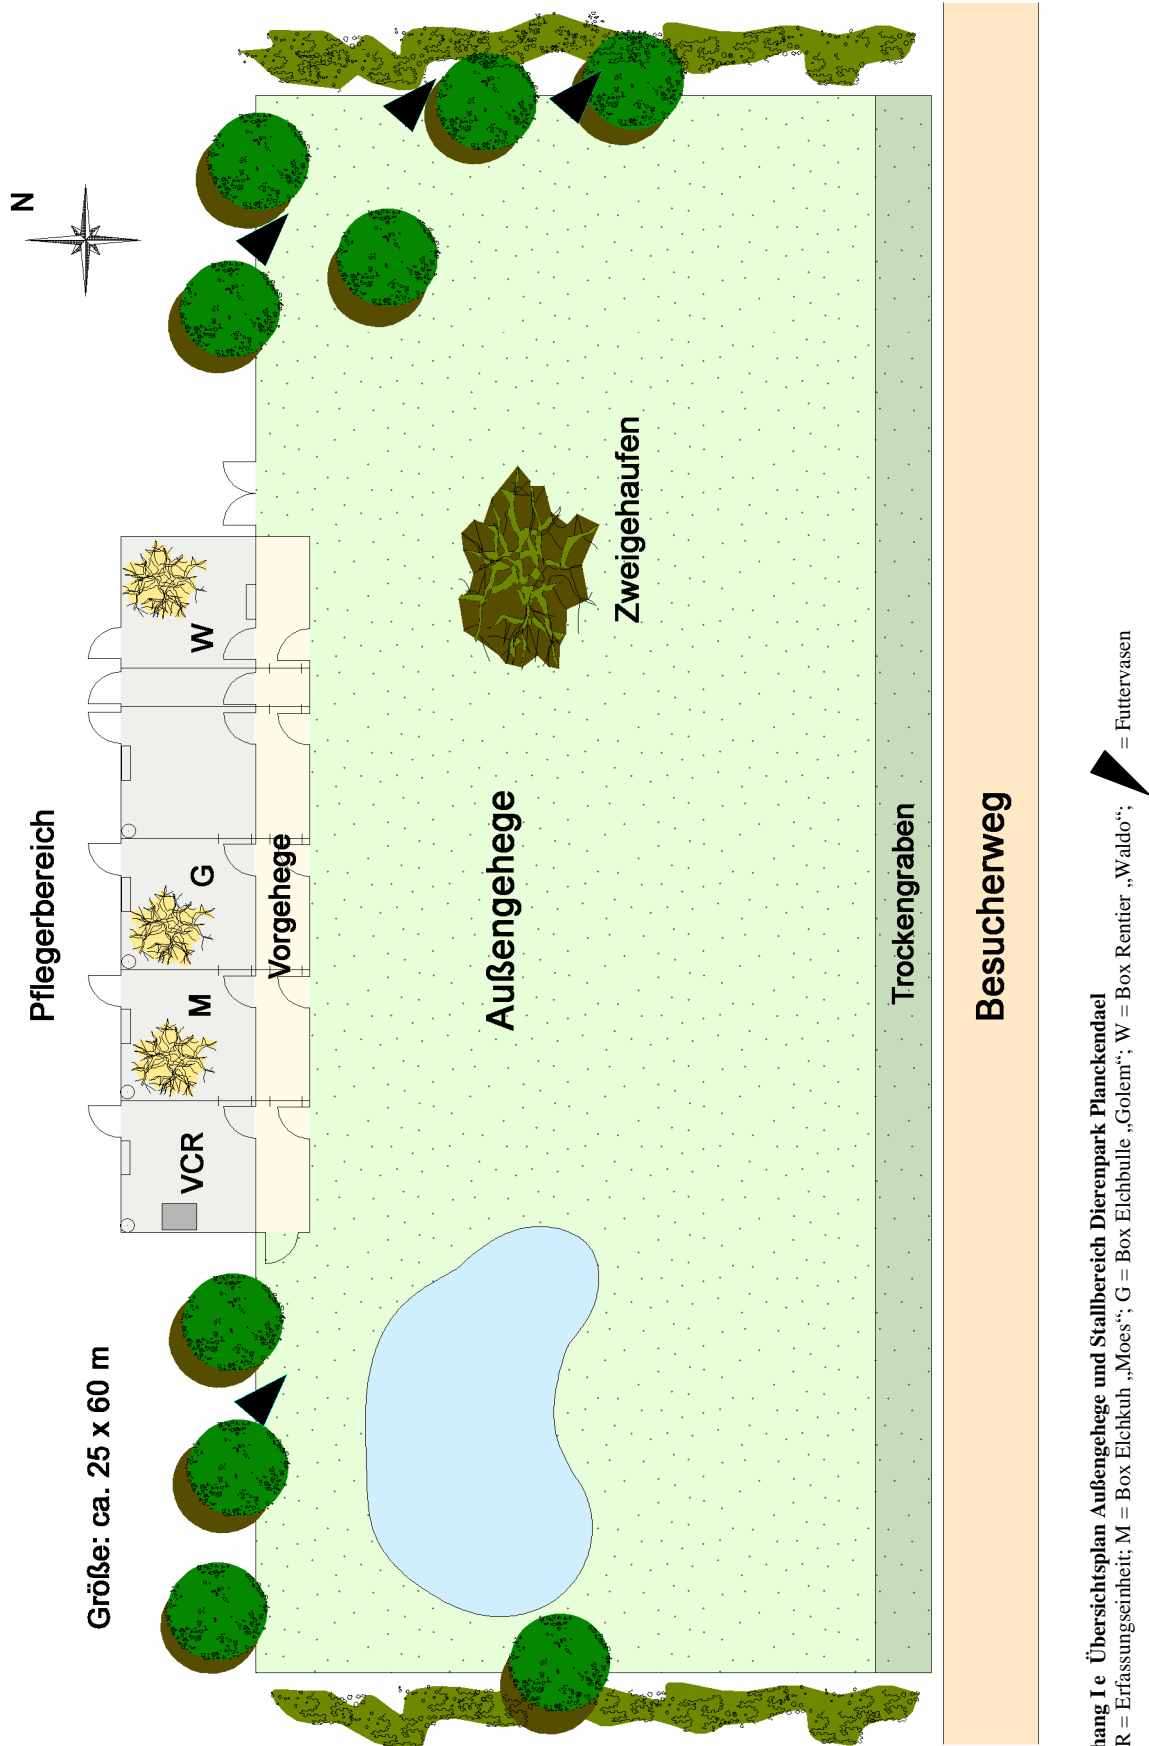 N
Größe: ca. 25 x 60 m
Pflegerbereich
VCR
M
G
W
Vorgehege
Außengehege
Zweigehaufen
Trockengraben
Besucherweg
hang I e Übersichtsplan Außengehege und Stallbereich Dierenpark Planckendael
R = Erfassungseinheit; M = Box Elchkuh „Moes“; G = Box Elchbulle „Golem“; W = Box Rentier „Waldo“; = Futtervasen